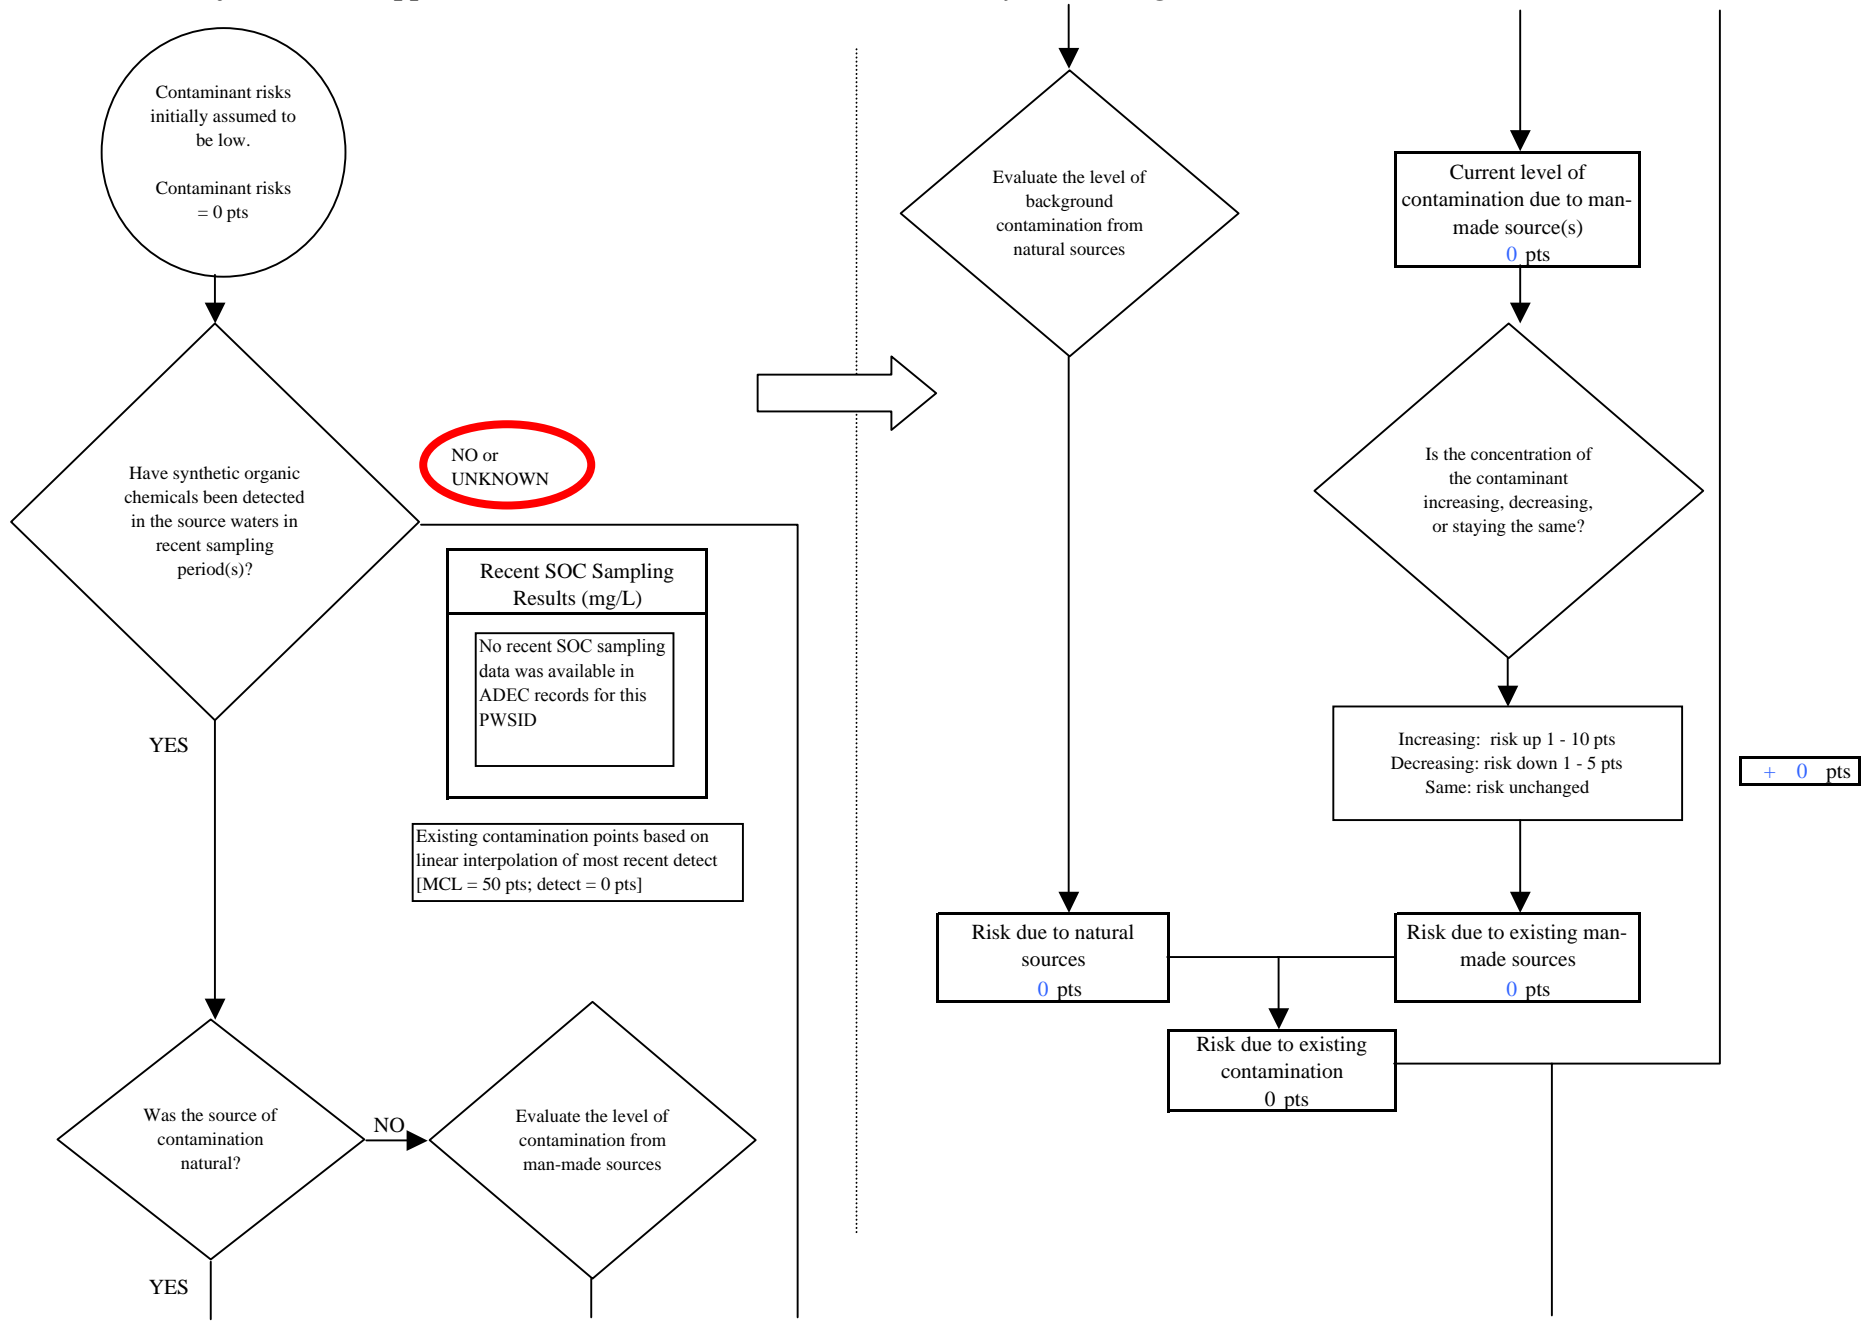 Contaminant risks
initially assumed to
be low.
Contaminant risks
= 0 pts
Have synthetic organic
chemicals been detected
in the source waters in
recent sampling
period(s)?
NO or
UNKNOWN
Recent SOC Sampling
Results (mg/L)
No recent SOC sampling
data was available in
ADEC records for this
PWSID
YES
Existing contamination points based on
linear interpolation of most recent detect
[MCL = 50 pts; detect = 0 pts]
Was the source of
contamination
natural?
NO
Evaluate the level of
contamination from
man-made sources
YES
Evaluate the level of
background
contamination from
natural sources
Current level of
contamination due to man-
made source(s)
0 pts
Is the concentration of
the contaminant
increasing, decreasing,
or staying the same?
Increasing: risk up 1 - 10 pts
Decreasing: risk down 1 - 5 pts
Same: risk unchanged
+ 0 pts
Risk due to natural
sources
0 pts
Risk due to existing man-
made sources
0 pts
Risk due to existing
contamination
0 pts